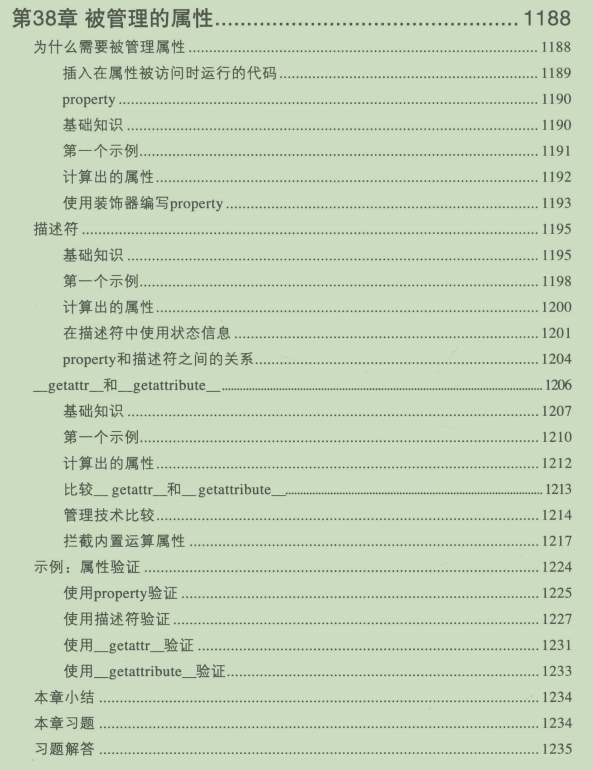 第38章 被管理的属性 1188
为什么需要被管理属性 1188
插入在属性被访问时运行的代码 1189
property 1190
基础知识 1190
第一个示例 1191
计算出的属性 1192
使用装饰器编写property 1193
描述符 1195
基础知识 1195
第一个示例 1198
计算出的属性 1200
在描述符中使用状态信息 1201
property和描述符之间的关系 1204
__getattr__和__getattribute__ 1206
基础知识 1207
第一个示例 1210
计算出的属性 1212
比较__ getattr__和__ getattribute__ 1213
管理技术比较 1214
拦截内置运算属性 1217
示例：属性验证 1224
使用property验证 1225
使用描述符验证 1227
使用__getattr__验证 1231
使用__getattribute__验证 1233
本章小结 1234
本章习题 1234
习题解答 1235